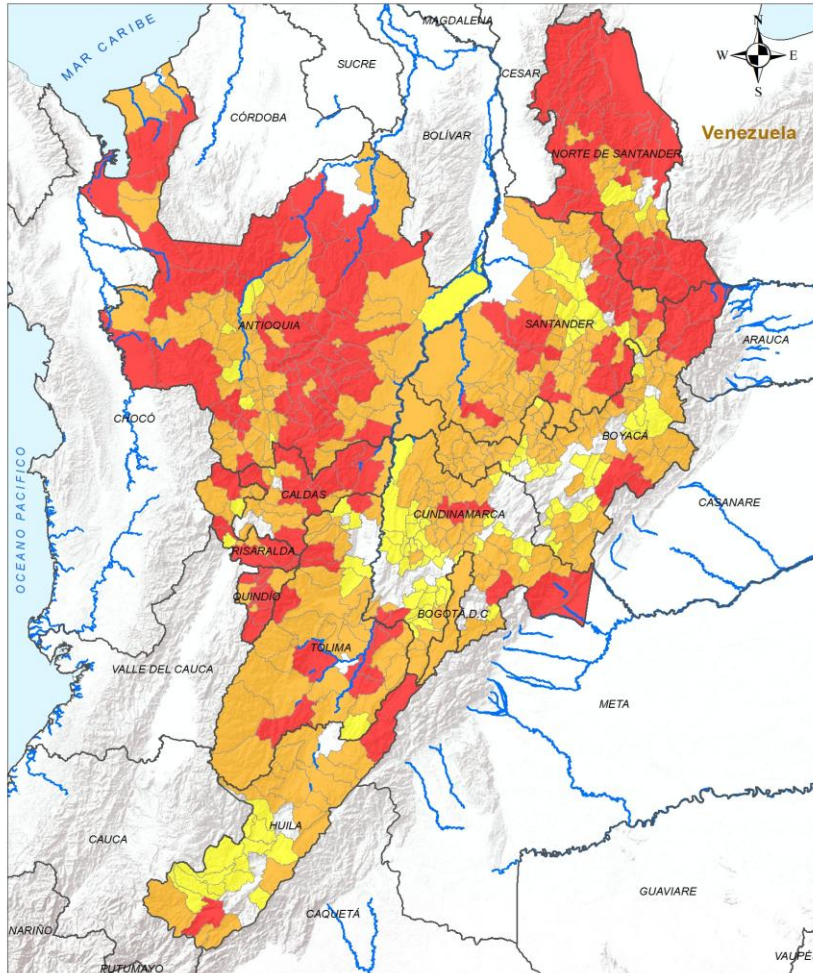 MAGDALENA
N
W E
S
MAR CARIBE
SUCRE
CESAR
CÓRDOBA
BOLÍVAR
Venezuela
NORTE DE SANTANDER
ANTIOQUIA
SANTANDER
ARAUCA
CHOCÓ
BOYACÁ
OCEANO PACIFICO
CALDAS
CUNDINAMARCA
CASANARE
RISARALDA
QUINDÍO
BOGOTÁ D.C
TOLIMA
VALLE DEL CAUCA
META
HUILA
CAUCA
GUAVIARE
CAQUETÁ
NARIÑO
PUTUMAYO
VAUPÉ